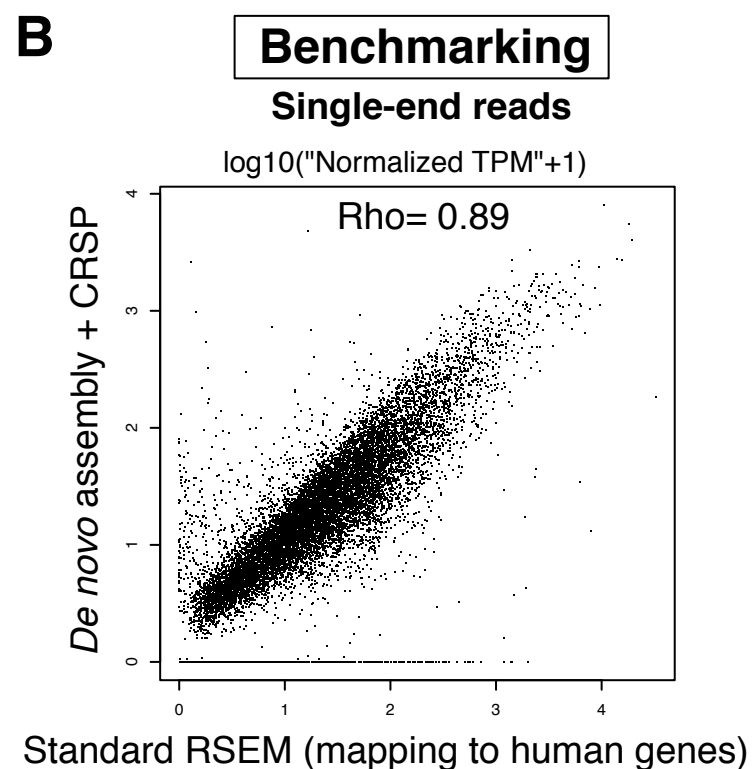 B
Benchmarking
Single-end reads
log10("Normalized TPM"+1)
Rho= 0.89
De novo assembly + CRSP
4
3
2
1
0
0 1 2 3 4
Standard RSEM (mapping to human genes)